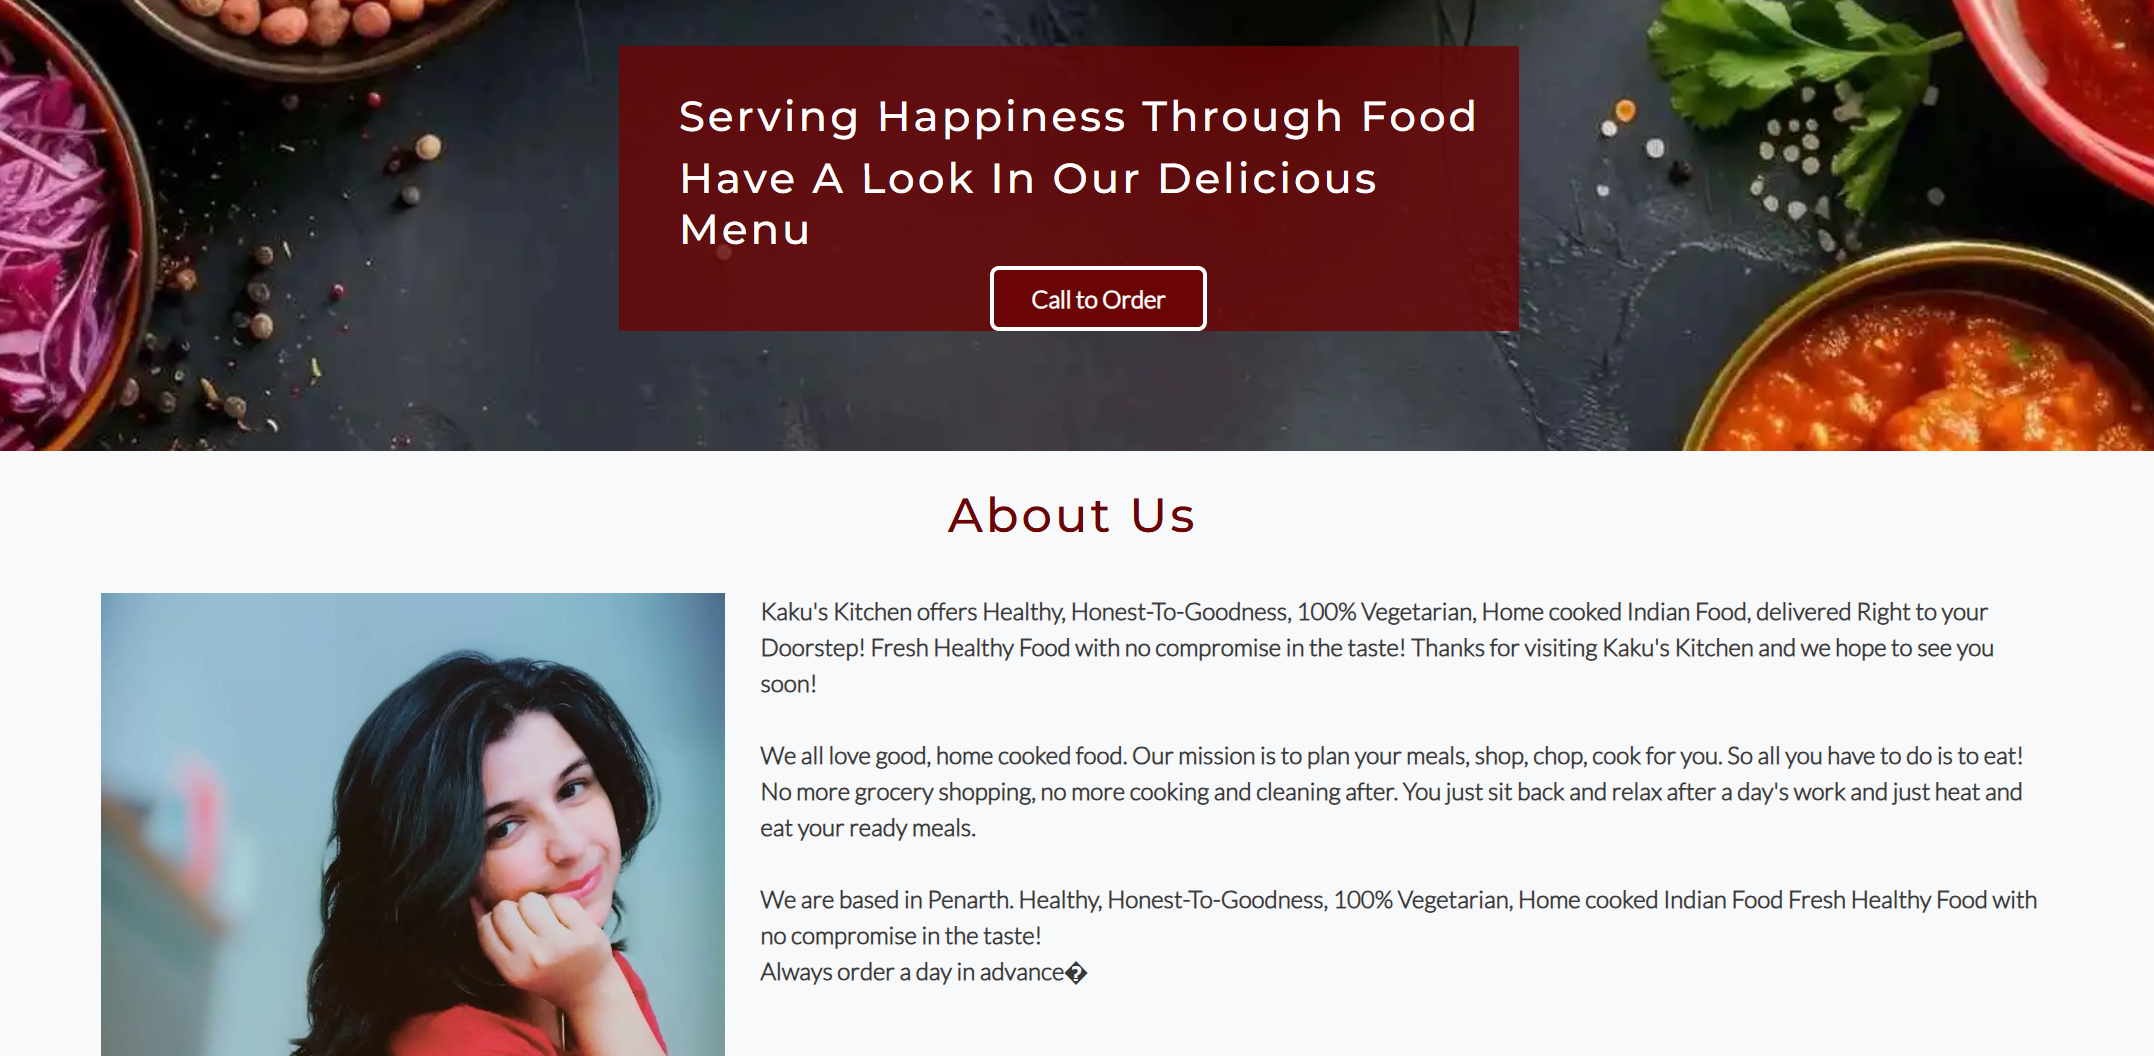 Serving Happiness Through Food
Have A Look In Our Delicious
Menu
Call to Order
About Us
Kaku's Kitchen offers Healthy, Honest-To-Goodness, 100% Vegetarian, Home cooked Indian Food, delivered Right to your
Doorstep! Fresh Healthy Food with no compromise in the taste! Thanks for visiting Kaku's Kitchen and we hope to see you
soon!
We all love good, home cooked food. Our mission is to plan your meals, shop, chop, cook for you. So all you have to do is to eat!
No more grocery shopping, no more cooking and cleaning after. You just sit back and relax after a day's work and just heat and
eat your ready meals.
We are based in Penarth. Healthy, Honest-To-Goodness, 100% Vegetarian, Home cooked Indian Food Fresh Healthy Food with
no compromise in the taste!
Always order a day in advance�